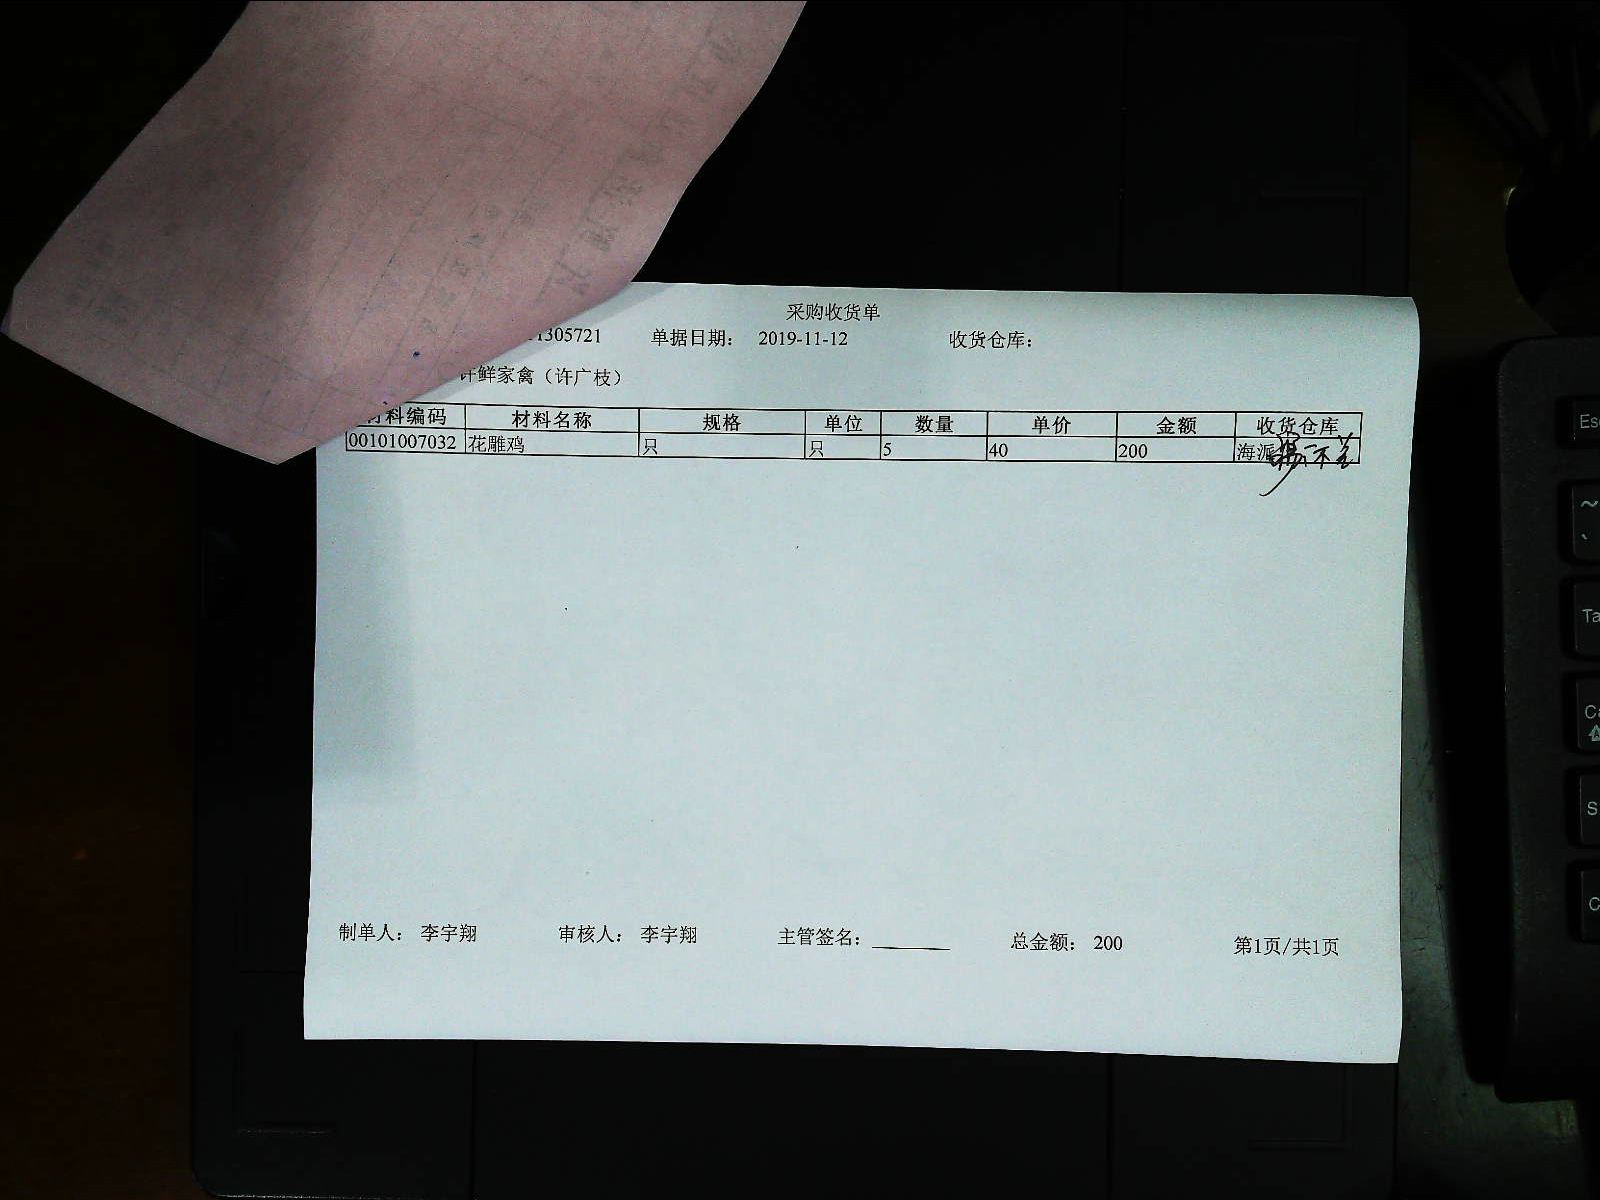 采购收货单
1305721 单据日期: 2019-11-12 收货仓库:
许鲜家禽（许广枝）
材料编码 材料名称 规格 单位 数量 单价 金额 收货仓库
00101007032 花雕鸡 只 只 5 40 200 海派
制单人: 李宇翔 审核人: 李宇翔 主管签名: 总金额: 200 第1页/共1页
Esc
~